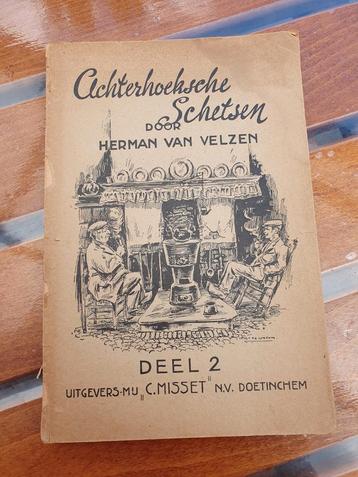 Achterhoeksche
Schetsen
DOOR
HERMAN VAN VELZEN
DEEL 2
UITGEVERS-MIJ „C.MISSET" N.V. DOETINCHEM